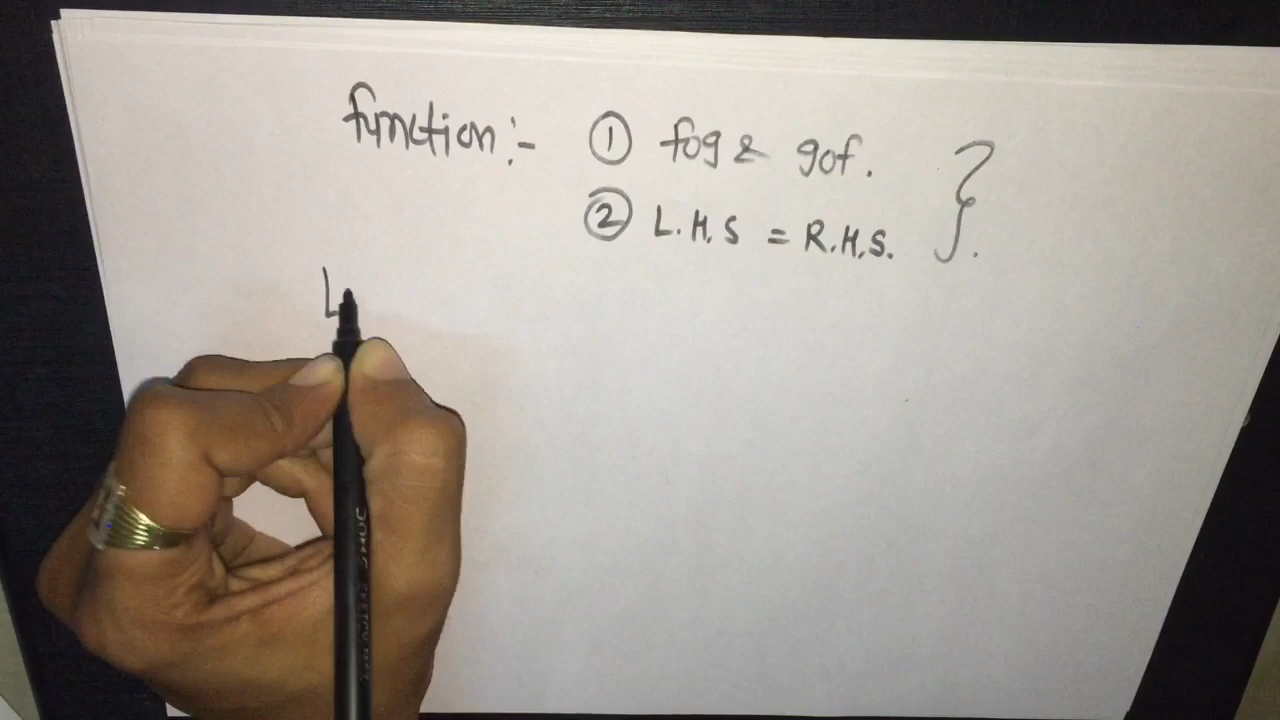 function :- ① fog & gof.
② L.H.S = R.H.S.
L